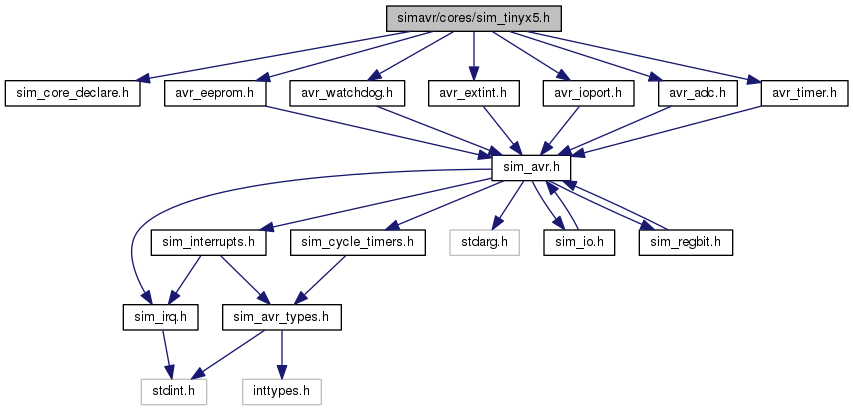 simavr/cores/sim_tinyx5.h
sim_core_declare.h
avr_eeprom.h
avr_watchdog.h
avr_extint.h
avr_ioport.h
avr_adc.h
avr_timer.h
sim_avr.h
sim_interrupts.h
sim_cycle_timers.h
stdarg.h
sim_io.h
sim_regbit.h
sim_irq.h
sim_avr_types.h
stdint.h
inttypes.h